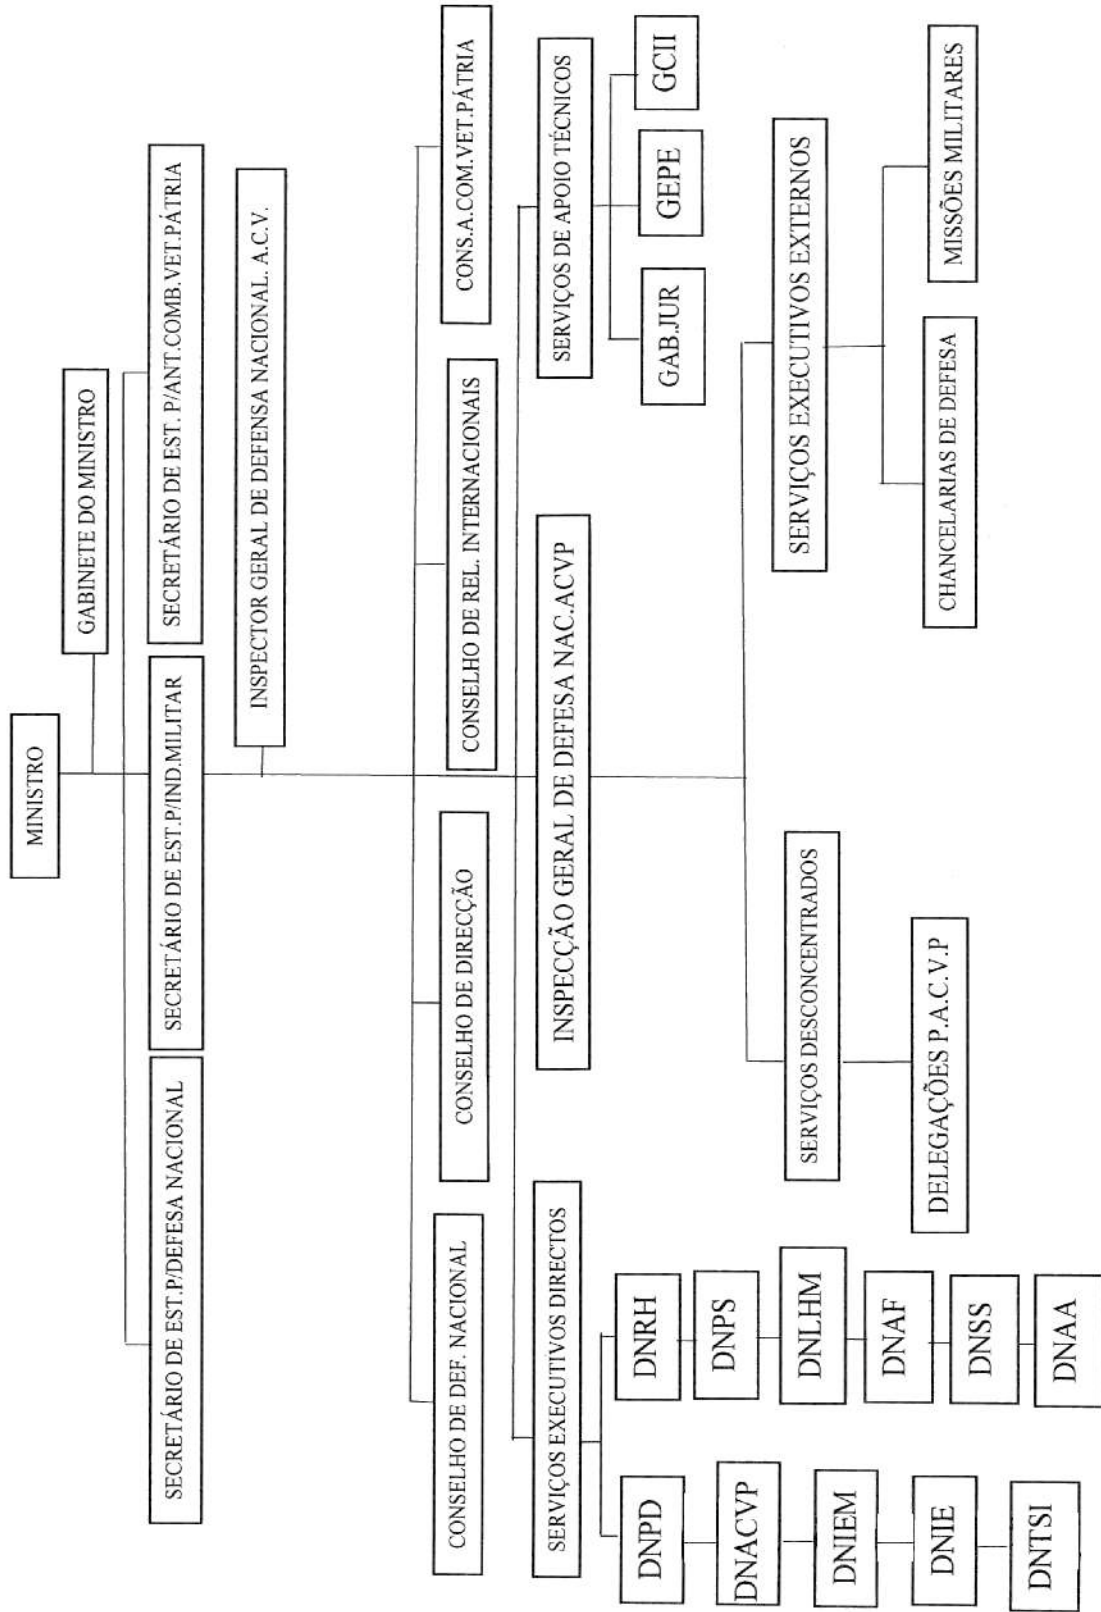 MINISTRO
GABINETE DO MINISTRO
SECRETÁRIO DE EST.P/DEFESA NACIONAL
SECRETÁRIO DE EST.P/IND.MILITAR
SECRETÁRIO DE EST. P/ANT.COMB.VET.PÁTRIA
INSPECTOR GERAL DE DEFENSA NACIONAL. A.C.V.
CONSELHO DE DEF. NACIONAL
CONSELHO DE DIRECÇÃO
CONSELHO DE REL. INTERNACIONAIS
CONS.A.COM.VET.PÁTRIA
SERVIÇOS EXECUTIVOS DIRECTOS
INSPECÇÃO GERAL DE DEFESA NAC.ACVP
SERVIÇOS DE APOIO TÉCNICOS
DNPD
DNACVP
DNIEM
DNIE
DNTSI
DNRH
DNPS
DNLHM
DNAF
DNSS
DNAA
GAB.JUR
GEPE
GCII
SERVIÇOS DESCONCENTRADOS
DELEGAÇÕES P.A.C.V.P
SERVIÇOS EXECUTIVOS EXTERNOS
CHANCELARIAS DE DEFESA
MISSÕES MILITARES